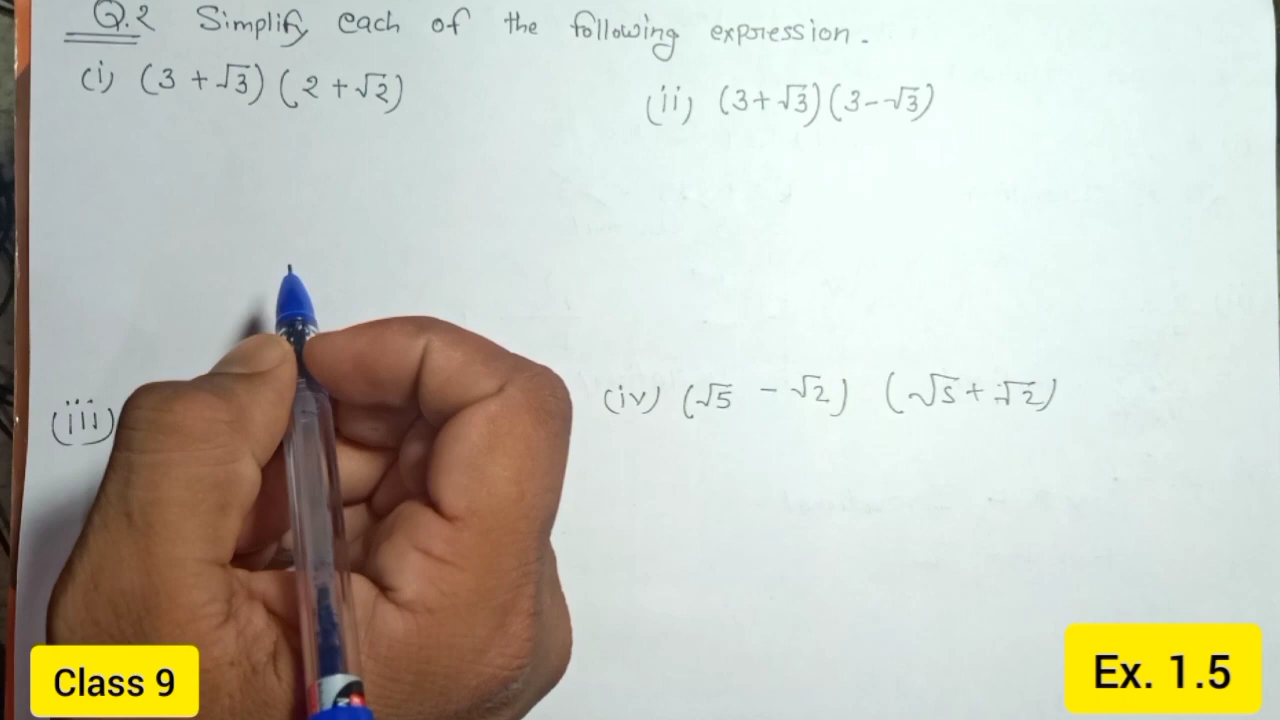 Q.2 Simplify each of the following expression.
(i) (3 + √3) (2 + √2)
(ii) (3+√3) (3-√3)
(iii)
(iv) (√5 - √2) (√5 + √2)
Class 9
Ex. 1.5